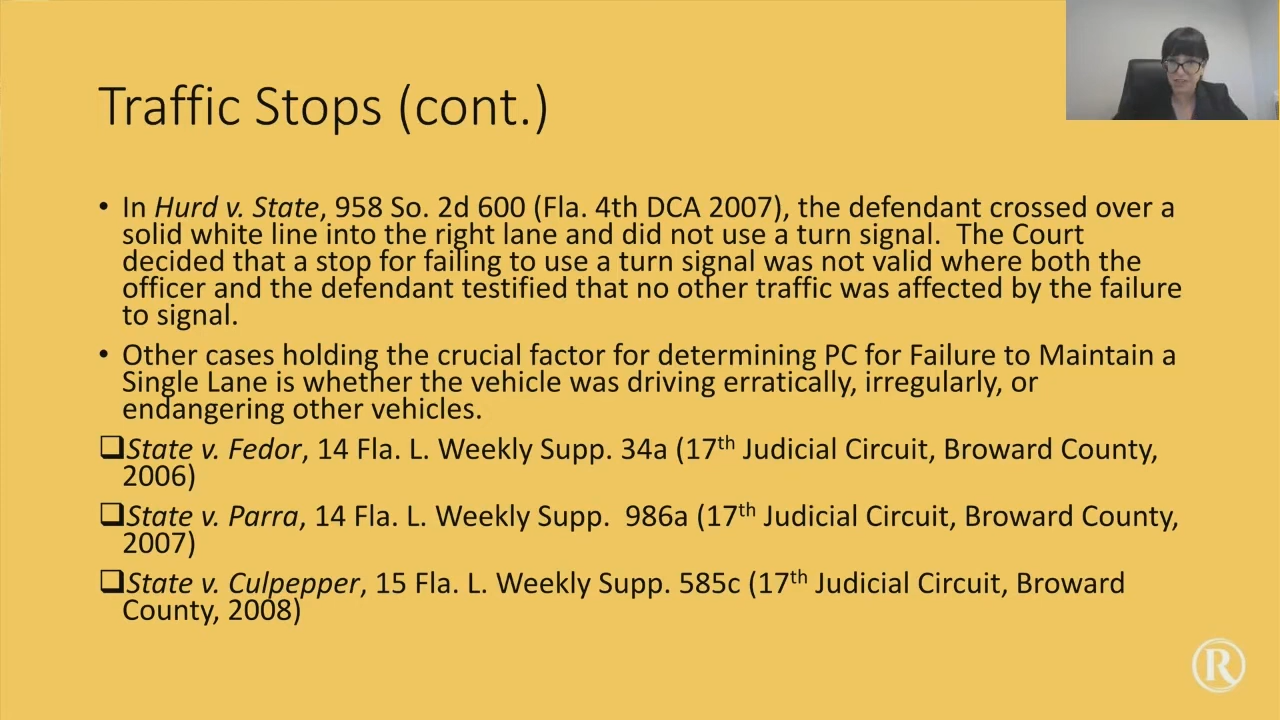 Traffic Stops (cont.)
• In Hurd v. State, 958 So. 2d 600 (Fla. 4th DCA 2007), the defendant crossed over a
solid white line into the right lane and did not use a turn signal.  The Court
decided that a stop for failing to use a turn signal was not valid where both the
officer and the defendant testified that no other traffic was affected by the failure
to signal.
• Other cases holding the crucial factor for determining PC for Failure to Maintain a
Single Lane is whether the vehicle was driving erratically, irregularly, or
endangering other vehicles.
❑State v. Fedor, 14 Fla. L. Weekly Supp. 34a (17th Judicial Circuit, Broward County,
2006)
❑State v. Parra, 14 Fla. L. Weekly Supp.  986a (17th Judicial Circuit, Broward County,
2007)
❑State v. Culpepper, 15 Fla. L. Weekly Supp. 585c (17th Judicial Circuit, Broward
County, 2008)
R